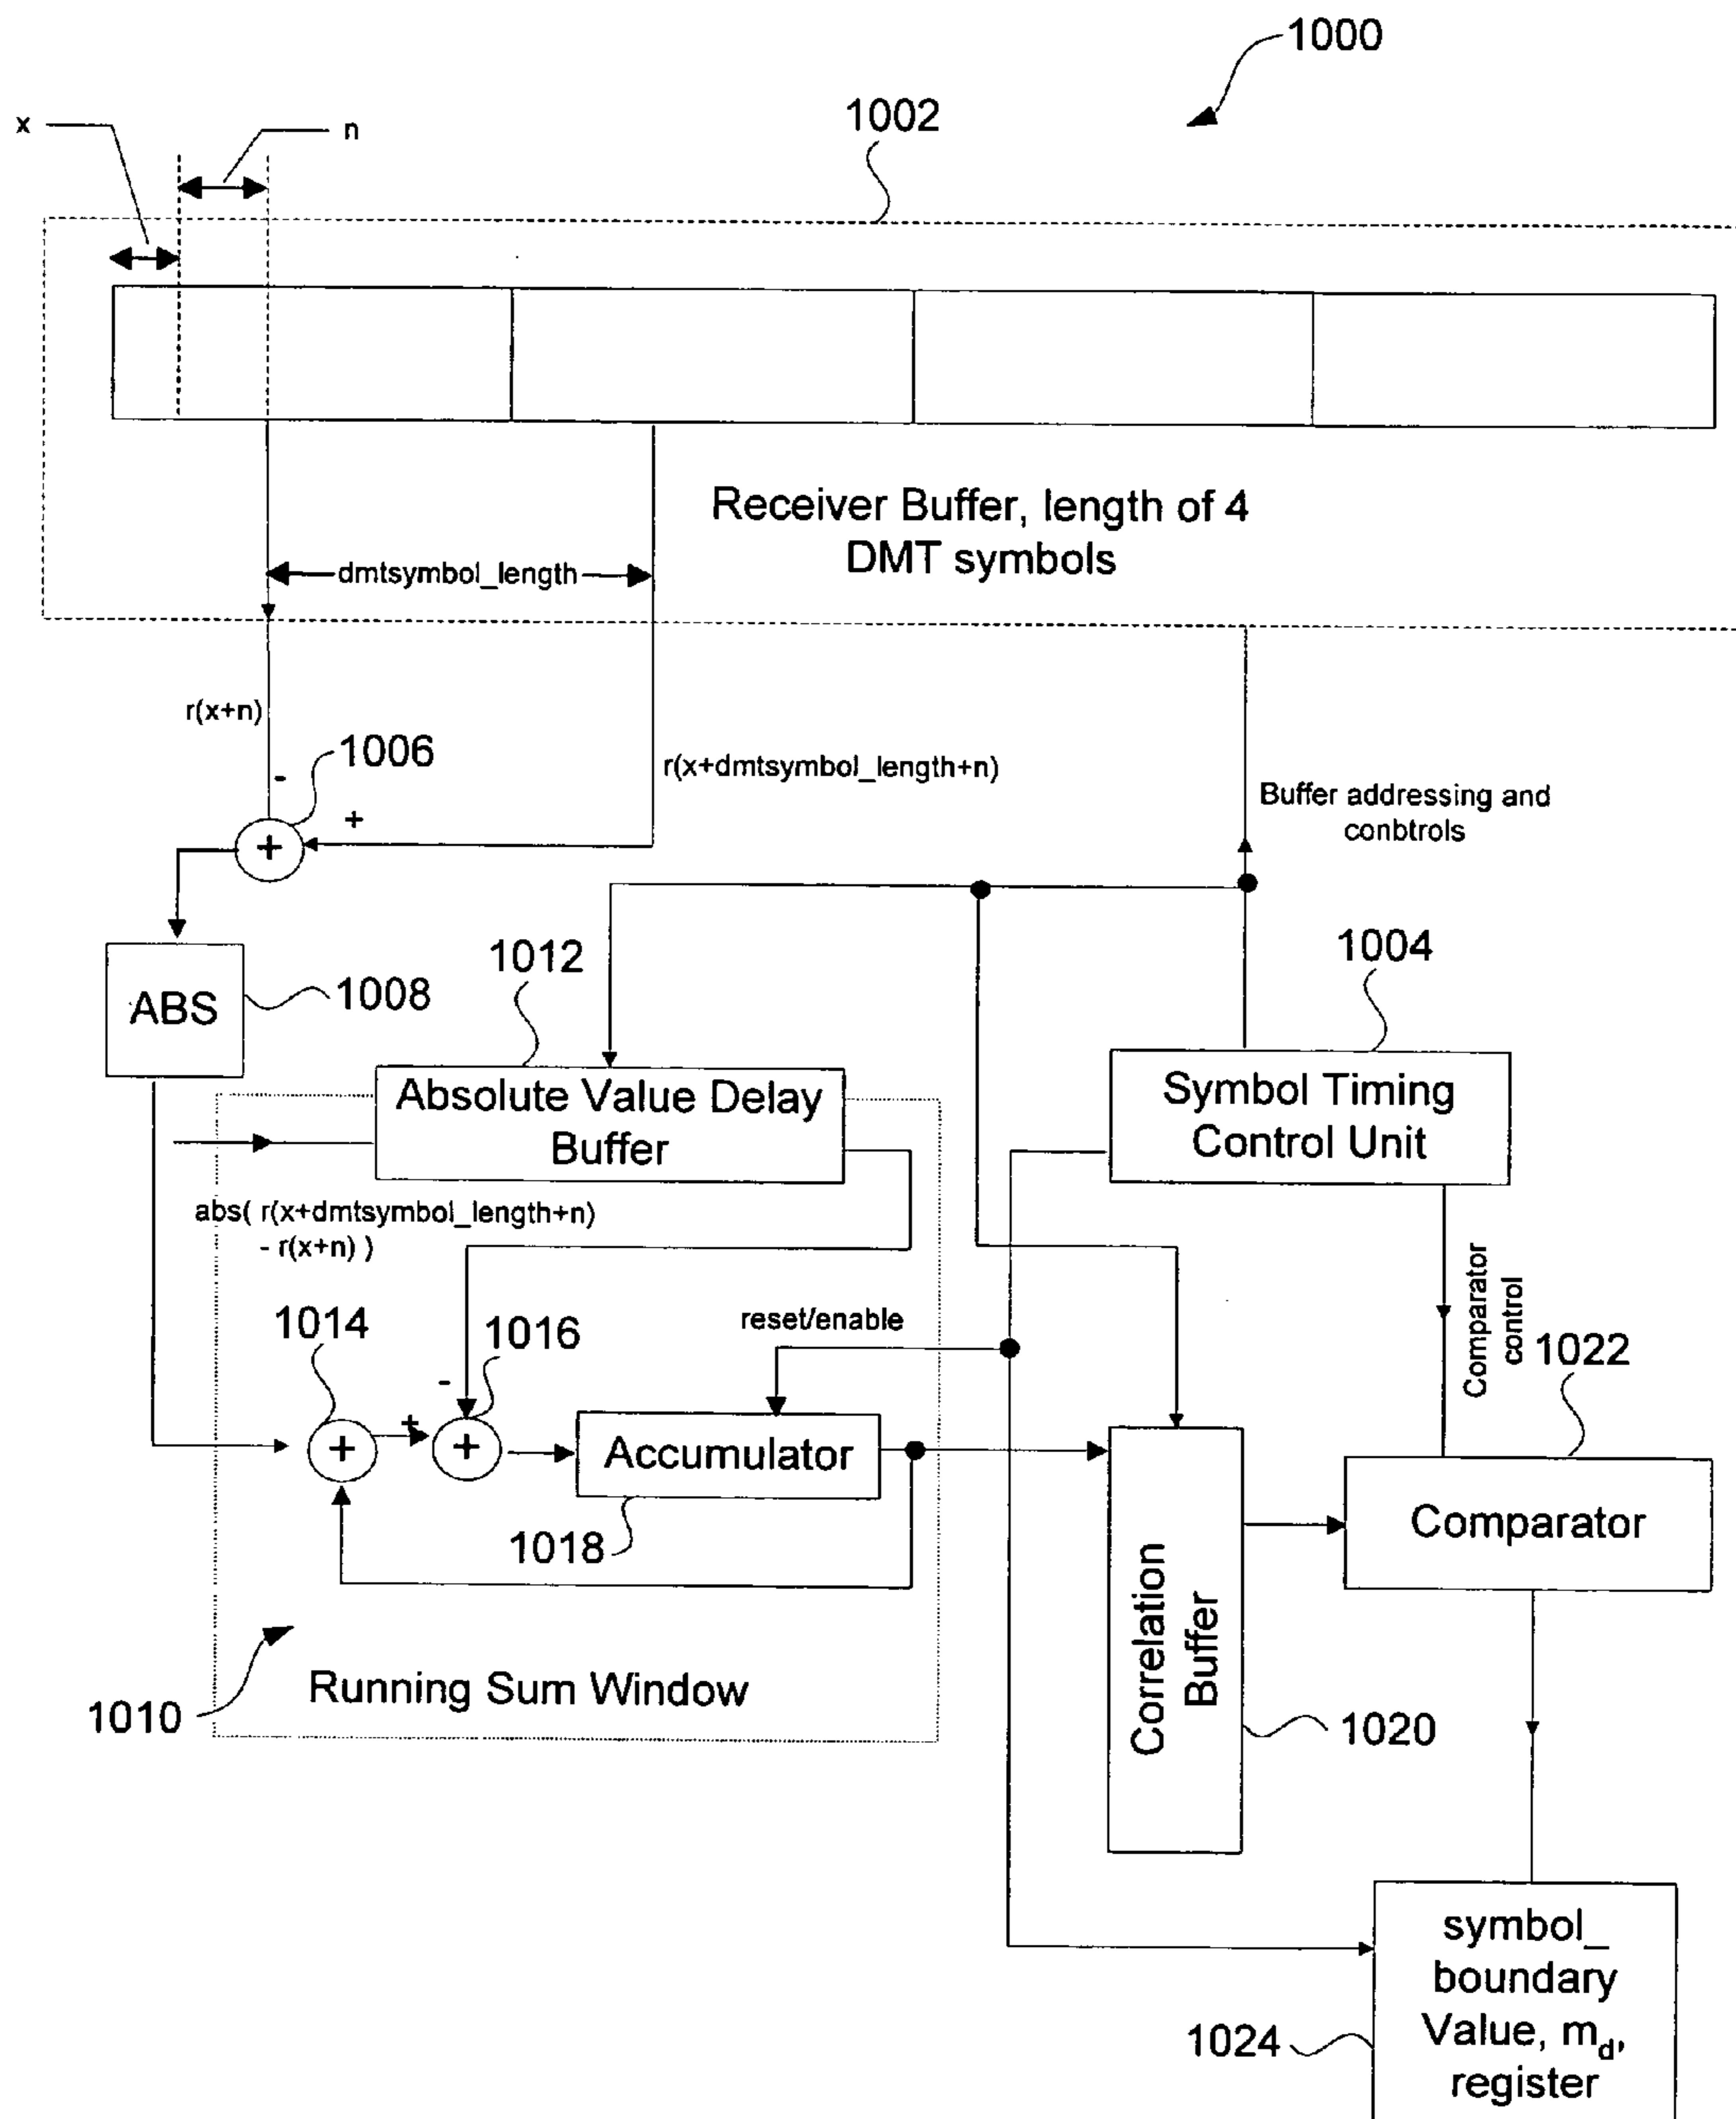 1000
x
n
1002
Receiver Buffer, length of 4
DMT symbols
dmtsymbol_length
r(x+n)
1006
-
+
+
r(x+dmtsymbol_length+n)
Buffer addressing and
conbtrols
ABS
1008
1012
1004
Absolute Value Delay
Buffer
Symbol Timing
Control Unit
abs( r(x+dmtsymbol_length+n)
- r(x+n) )
Comparator
control
1014
+
+
-
1016
+
reset/enable
Accumulator
1018
1022
Comparator
Correlation
Buffer
1020
1010
Running Sum Window
symbol_
boundary
Value, md,
register
1024